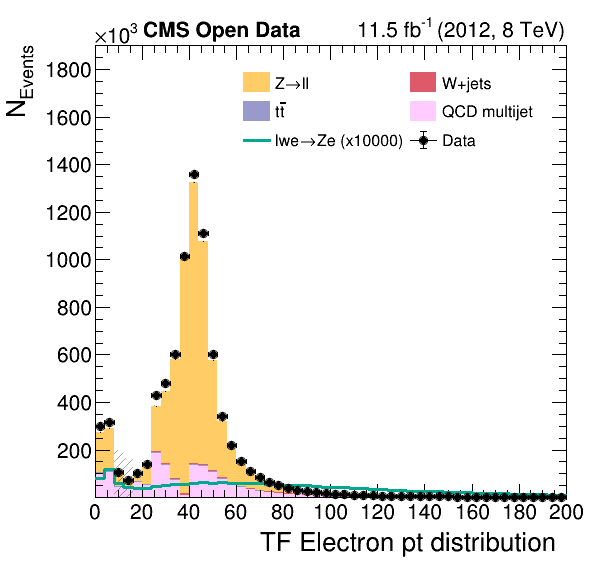 ×10³ CMS Open Data 11.5 fb⁻¹ (2012, 8 TeV)
N_Events
1800
1600
1400
1200
1000
800
600
400
200
Z→ll W+jets
tt̄ QCD multijet
lwe→Ze (x10000) Data
0 20 40 60 80 100 120 140 160 180 200
TF Electron pt distribution